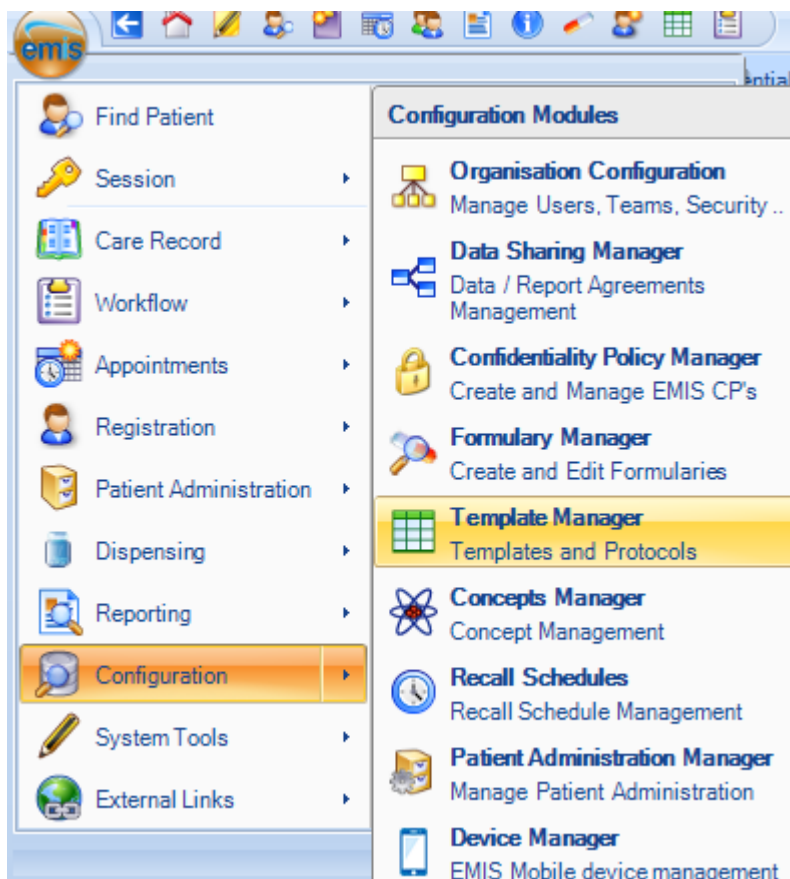 emis
Find Patient
Session
Care Record
Workflow
Appointments
Registration
Patient Administration
Dispensing
Reporting
Configuration
System Tools
External Links
Configuration Modules
Organisation Configuration
Manage Users, Teams, Security ..
Data Sharing Manager
Data / Report Agreements
Management
Confidentiality Policy Manager
Create and Manage EMIS CP's
Formulary Manager
Create and Edit Formularies
Template Manager
Templates and Protocols
Concepts Manager
Concept Management
Recall Schedules
Recall Schedule Management
Patient Administration Manager
Manage Patient Administration
Device Manager
EMIS Mobile device management